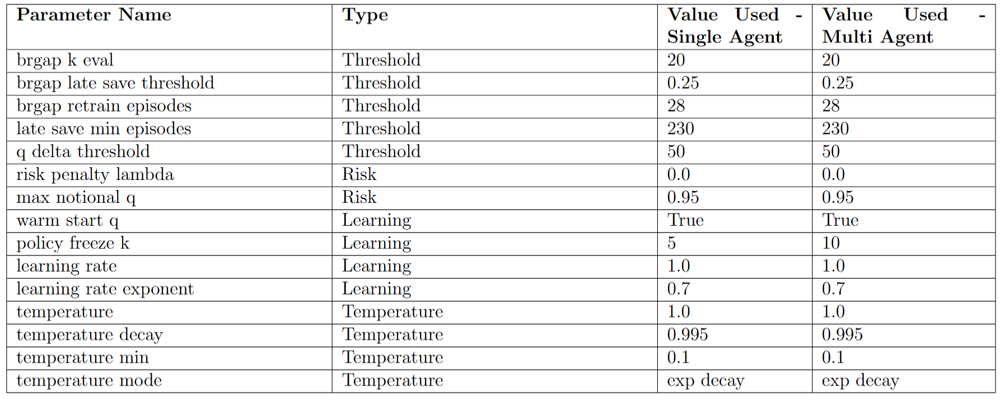 Parameter Name Type Value Used - Single Agent Value Used - Multi Agent
brgap k eval Threshold 20 20
brgap late save threshold Threshold 0.25 0.25
brgap retrain episodes Threshold 28 28
late save min episodes Threshold 230 230
q delta threshold Threshold 50 50
risk penalty lambda Risk 0.0 0.0
max notional q Risk 0.95 0.95
warm start q Learning True True
policy freeze k Learning 5 10
learning rate Learning 1.0 1.0
learning rate exponent Learning 0.7 0.7
temperature Temperature 1.0 1.0
temperature decay Temperature 0.995 0.995
temperature min Temperature 0.1 0.1
temperature mode Temperature exp decay exp decay